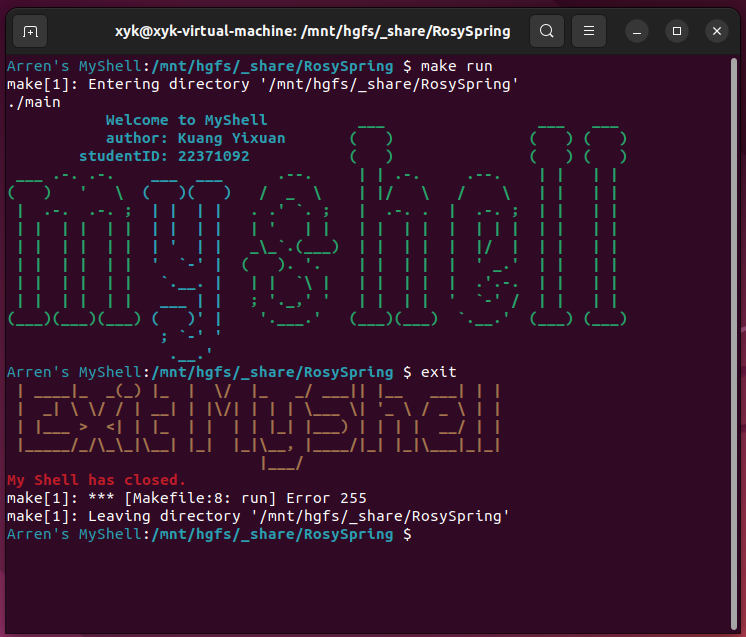 xyk@xyk-virtual-machine: /mnt/hgfs/_share/RosySpring
Arren's MyShell:/mnt/hgfs/_share/RosySpring $ make run
make[1]: Entering directory '/mnt/hgfs/_share/RosySpring'
./main
Welcome to MyShell
author: Kuang Yixuan
studentID: 22371092
myshell
Arren's MyShell:/mnt/hgfs/_share/RosySpring $ exit
Exit MyShell
My Shell has closed.
make[1]: *** [Makefile:8: run] Error 255
make[1]: Leaving directory '/mnt/hgfs/_share/RosySpring'
Arren's MyShell:/mnt/hgfs/_share/RosySpring $